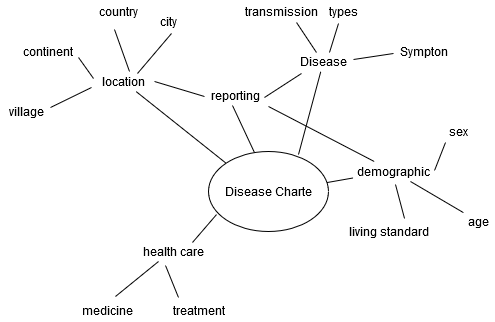 country
transmission types
city
continent
Disease
Sympton
location
reporting
village
sex
demographic
Disease Charte
age
living standard
health care
medicine
treatment